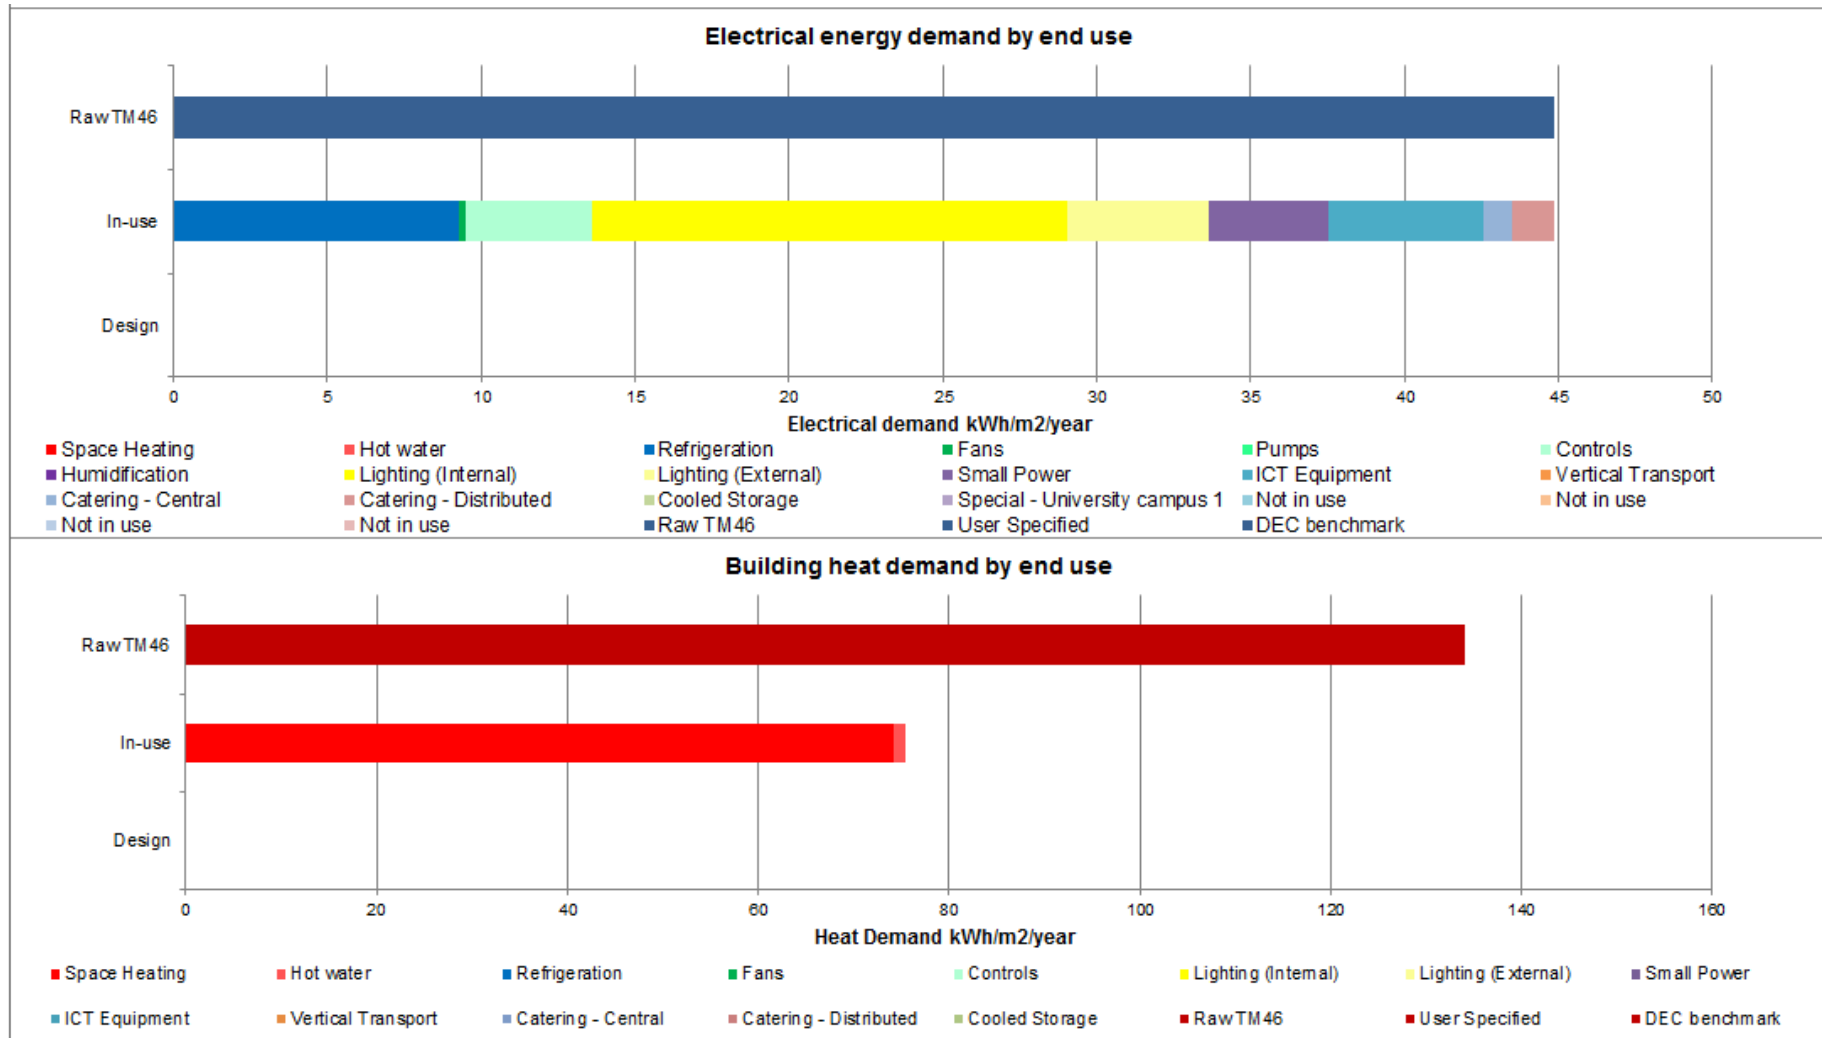 Electrical energy demand by end use
Raw TM46
In-use
Design
0 5 10 15 20 25 30 35 40 45 50
Electrical demand kWh/m2/year
Space Heating Hot water Refrigeration Fans Pumps Controls
Humidification Lighting (Internal) Lighting (External) Small Power ICT Equipment Vertical Transport
Catering - Central Catering - Distributed Cooled Storage Special - University campus 1 Not in use Not in use
Not in use Not in use Raw TM46 User Specified DEC benchmark
Building heat demand by end use
Raw TM46
In-use
Design
0 20 40 60 80 100 120 140 160
Heat Demand kWh/m2/year
Space Heating Hot water Refrigeration Fans Controls Lighting (Internal) Lighting (External) Small Power
ICT Equipment Vertical Transport Catering - Central Catering - Distributed Cooled Storage Raw TM46 User Specified DEC benchmark